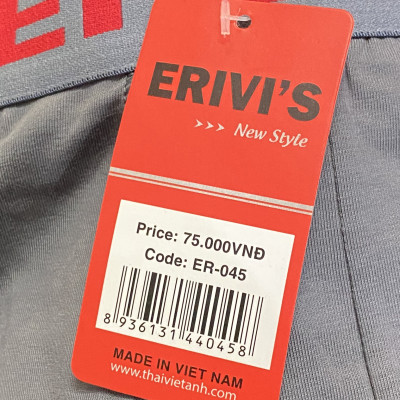 ERIVI'S
>>> New Style
Price: 75.000VNĐ
Code: ER-045
8 936131 440458
MADE IN VIET NAM
www.thaivietanh.com